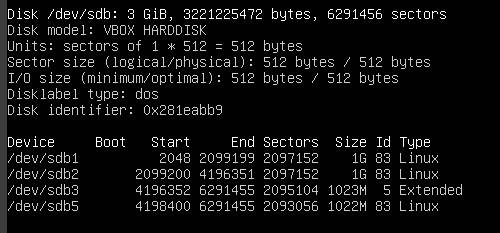 Disk /dev/sdb: 3 GiB, 3221225472 bytes, 6291456 sectors
Disk model: VBOX HARDDISK
Units: sectors of 1 * 512 = 512 bytes
Sector size (logical/physical): 512 bytes / 512 bytes
I/O size (minimum/optimal): 512 bytes / 512 bytes
Disklabel type: dos
Disk identifier: 0x281eabb9

Device     Boot   Start     End Sectors  Size Id Type
/dev/sdb1          2048 2099199 2097152    1G 83 Linux
/dev/sdb2       2099200 4196351 2097152    1G 83 Linux
/dev/sdb3       4196352 6291455 2095104 1023M  5 Extended
/dev/sdb5       4198400 6291455 2093056 1022M 83 Linux